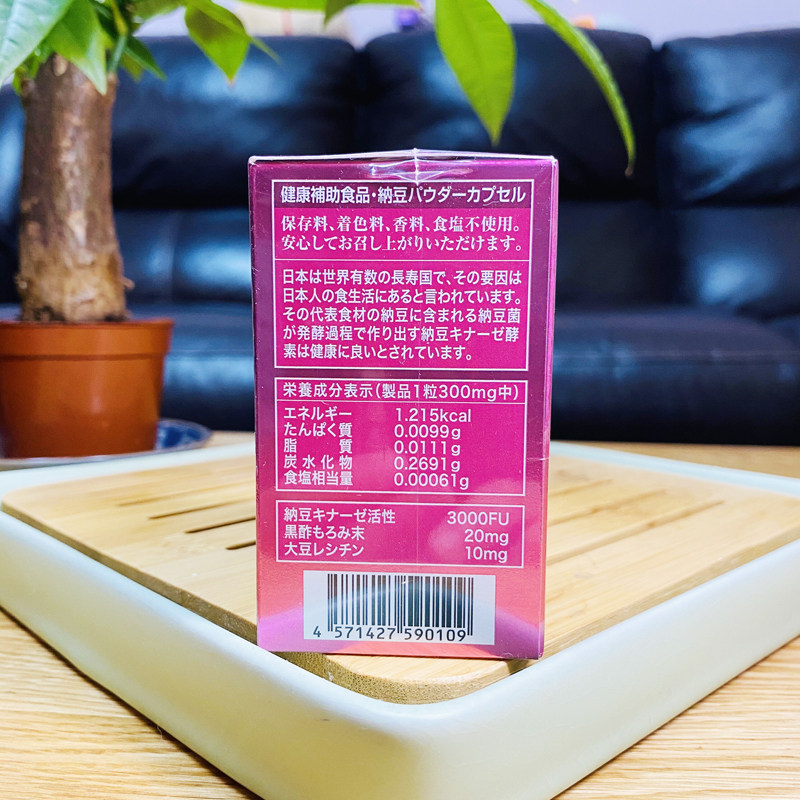 健康補助食品・納豆パウダーカプセル
保存料、着色料、香料、食塩不使用。
安心してお召し上がりいただけます。
日本は世界有数の長寿国で、その要因は
日本人の食生活にあると言われています。
その代表食材の納豆に含まれる納豆菌
が発酵過程で作り出す納豆キナーゼ酵
素は健康に良いとされています。
栄養成分表示(製品1粒300mg中)
エネルギー 1.215kcal
たんぱく質 0.0099g
脂質 0.0111g
炭水化物 0.2691g
食塩相当量 0.00061g
納豆キナーゼ活性 3000FU
黒酢もろみ末 20mg
大豆レシチン 10mg
4 571427 590109